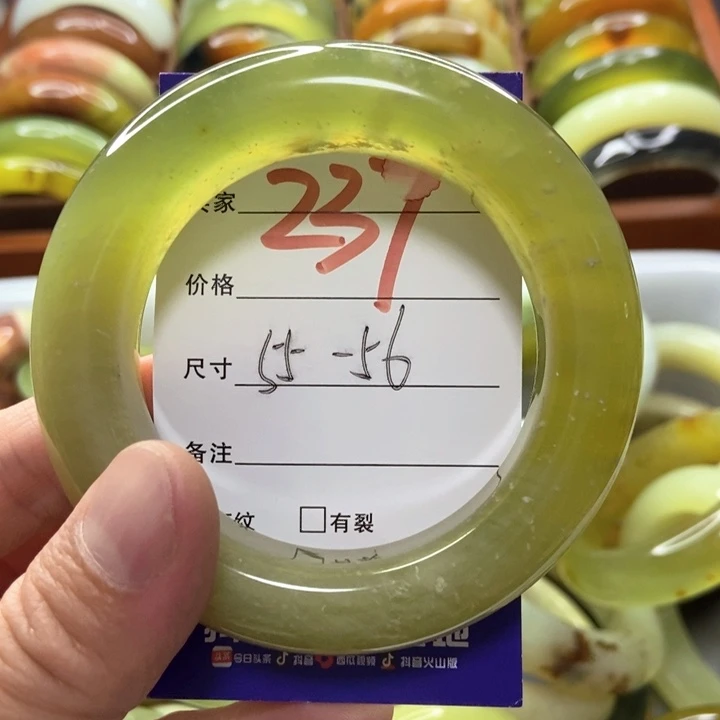 家 237
价格
尺寸 55-56
备注
纹 □有裂
今日头条 抖音 西瓜视频 抖音火山版